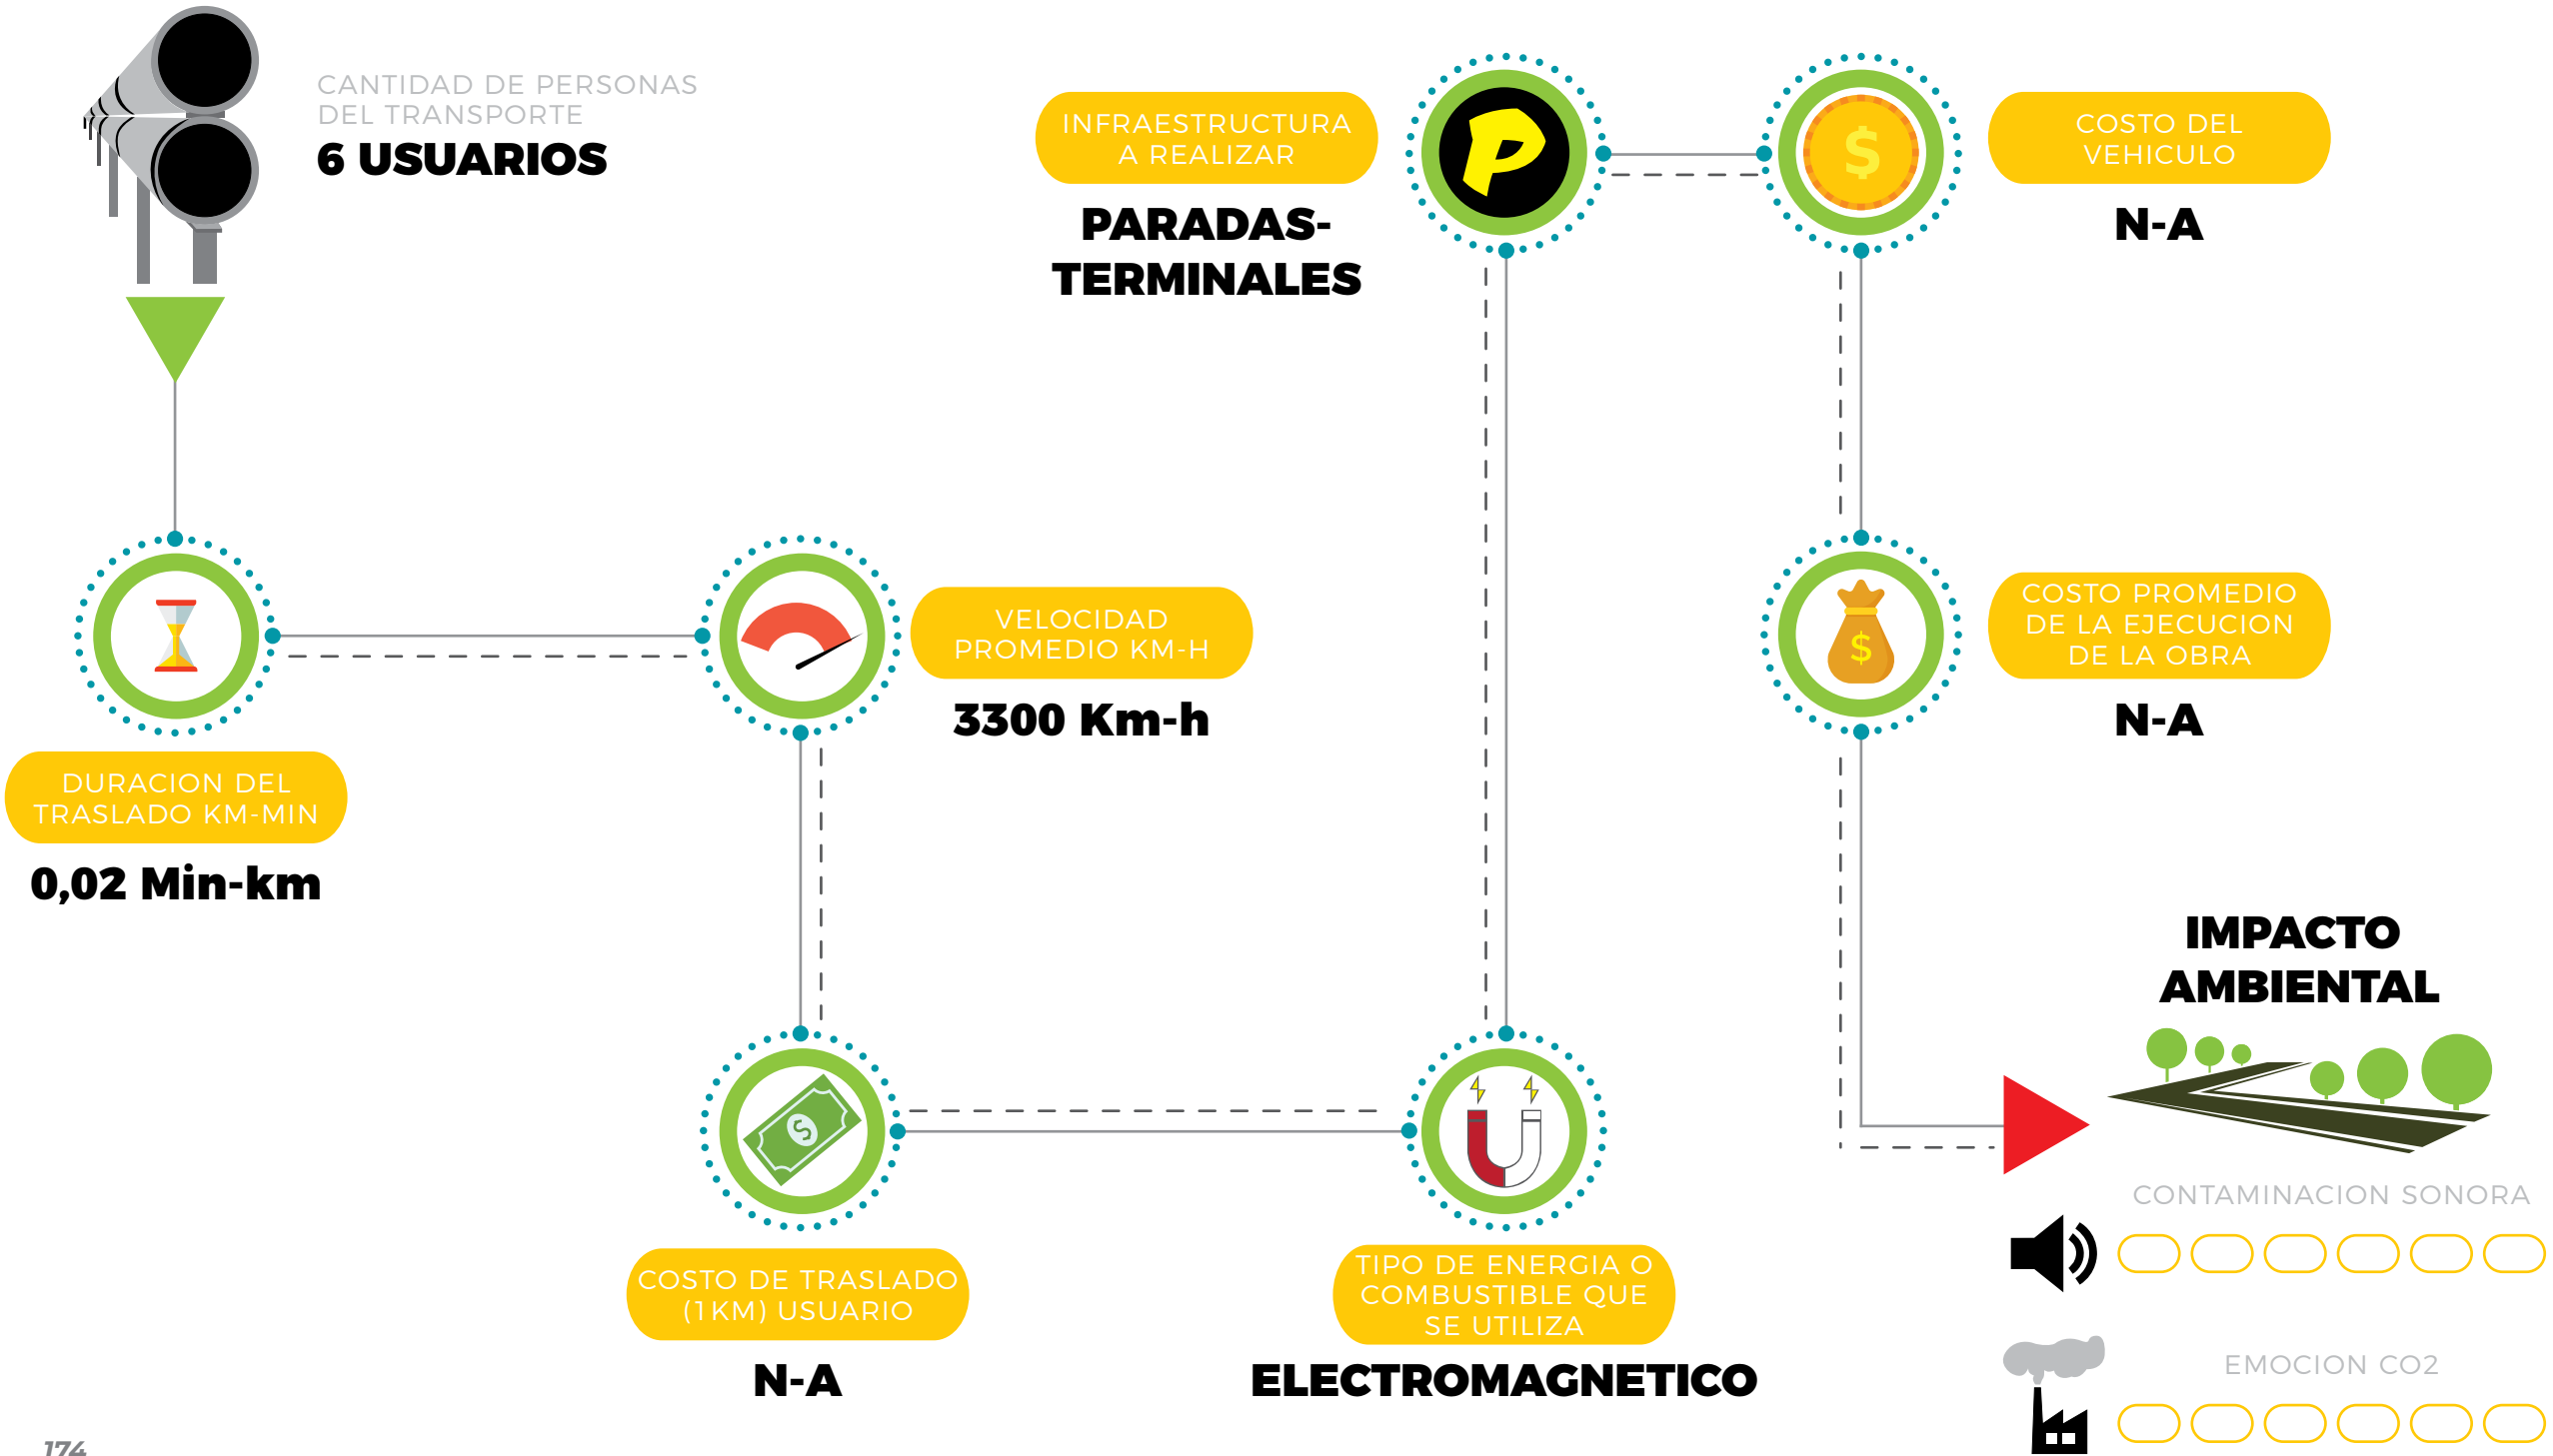 CANTIDAD DE PERSONAS
DEL TRANSPORTE
6 USUARIOS
DURACION DEL
TRASLADO KM-MIN
0,02 Min-km
VELOCIDAD
PROMEDIO KM-H
3300 Km-h
COSTO DE TRASLADO
(1 KM) USUARIO
N-A
TIPO DE ENERGIA O
COMBUSTIBLE QUE
SE UTILIZA
ELECTROMAGNETICO
INFRAESTRUCTURA
A REALIZAR
PARADAS-
TERMINALES
P
$
COSTO DEL
VEHICULO
N-A
$
COSTO PROMEDIO
DE LA EJECUCION
DE LA OBRA
N-A
IMPACTO
AMBIENTAL
CONTAMINACION SONORA
EMOCION CO2
$
174